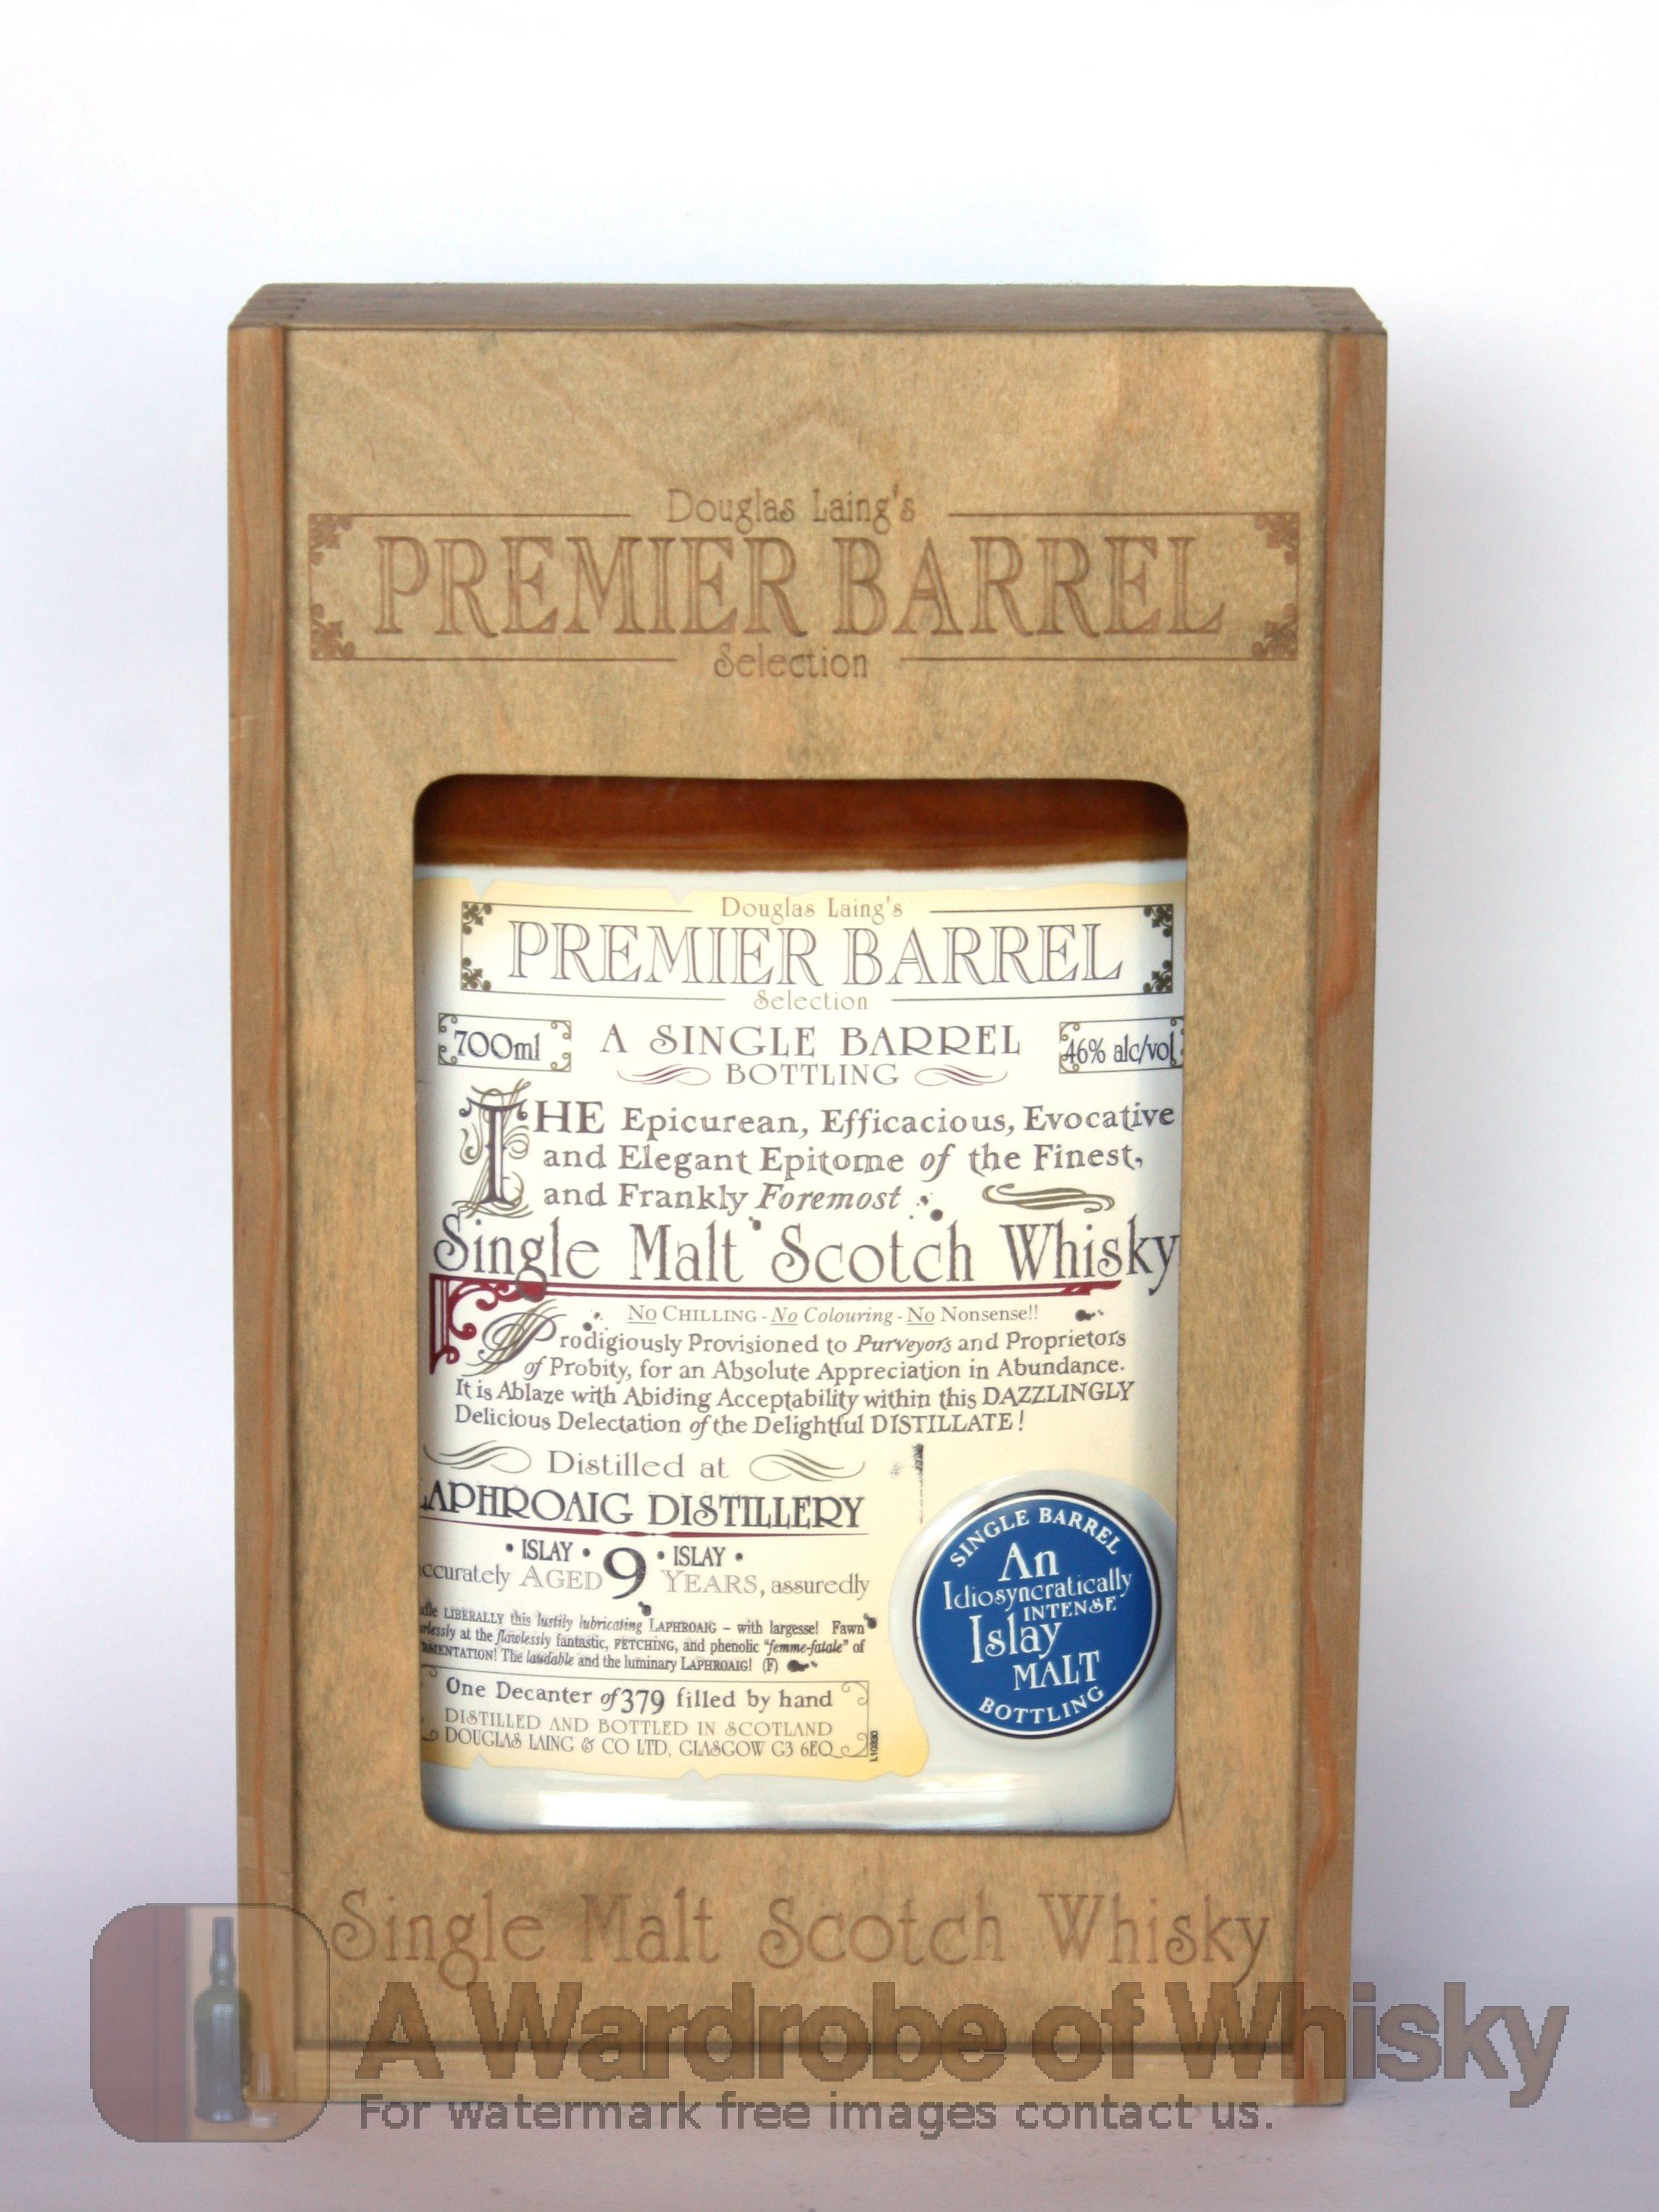 Douglas Laing's
PREMIER BARREL
Selection
Douglas Laing's
PREMIER BARREL
Selection
700ml
A SINGLE BARREL
BOTTLING
46% alc/vol
THE Epicurean, Efficacious, Evocative
and Elegant Epitome of the Finest,
and Frankly Foremost
Single Malt Scotch Whisky
No CHILLING - No Colouring - No Nonsense!!
Prodigiously Provisioned to Purveyors and Proprietors
of Probity, for an Absolute Appreciation in Abundance.
It is Ablaze with Abiding Acceptability within this DAZZLINGLY
Delicious Delectation of the Delightful DISTILLATE!
Distilled at
LAPHROAIG DISTILLERY
• ISLAY • 9 • ISLAY •
ccurately AGED YEARS, assuredly
LIBERALLY this lustily lubricating LAPHROAIG – with largesse! Fawn
at the flawlessly fantastic, FETCHING, and phenolic "femme-fatale" of
MENTATION! The laudable and the luminary LAPHROAIG! (F)
One Decanter of 379 filled by hand
DISTILLED AND BOTTLED IN SCOTLAND
DOUGLAS LAING & CO LTD, GLASGOW G3 6EQ
SINGLE BARREL
An
Idiosyncratically
INTENSE
Islay
MALT
BOTTLING
Single Malt Scotch Whisky
A Wardrobe of Whisky
For watermark free images contact us.